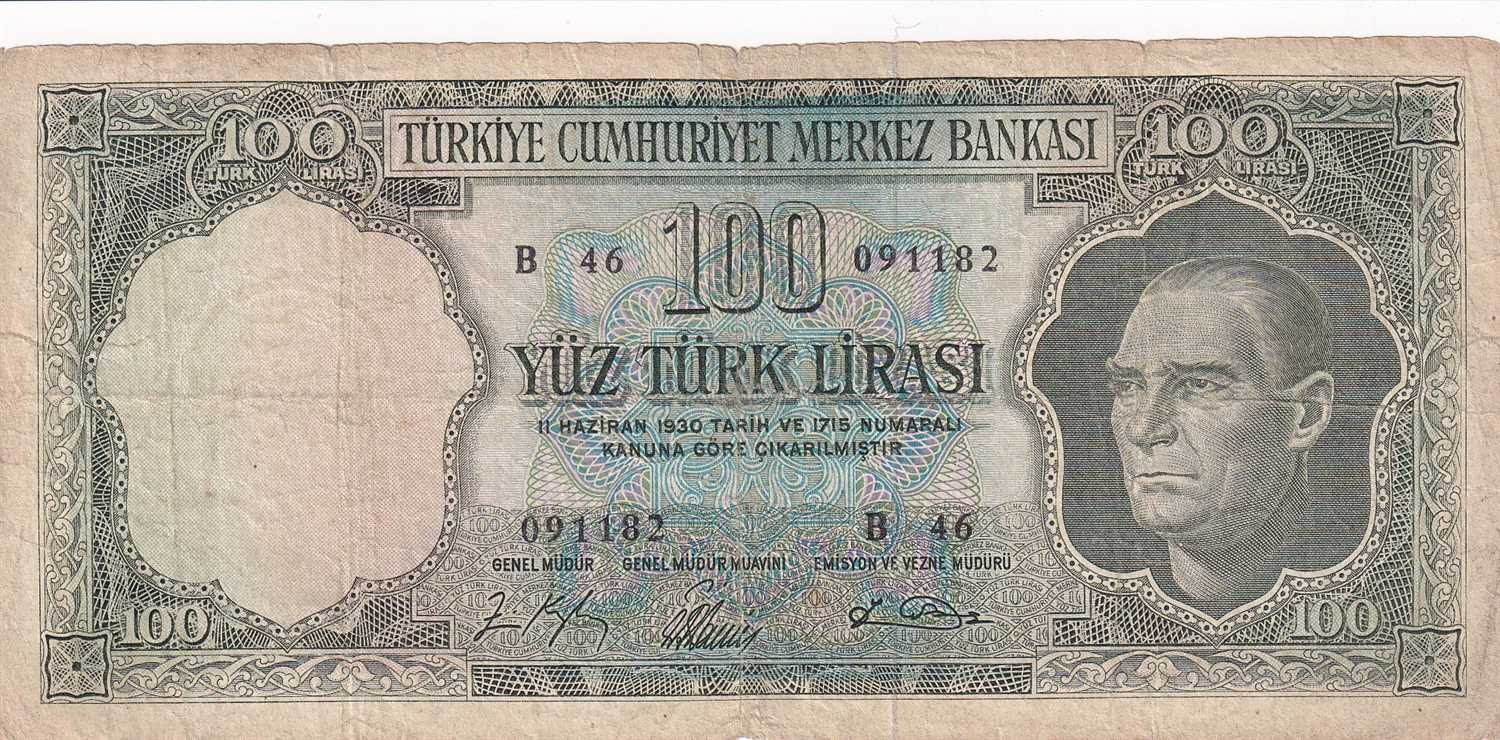 100 TÜRK LİRASI
TÜRKİYE CUMHURİYET MERKEZ BANKASI
100 TÜRK LİRASI
100
B 46 091182
YÜZ TÜRK LİRASI
11 HAZİRAN 1930 TARİH VE 1715 NUMARALI
KANUNA GÖRE ÇIKARILMIŞTIR
091182 B 46
GENEL MÜDÜR GENEL MÜDÜR MUAVİNİ EMİSYON VE VEZNE MÜDÜRÜ
100 100